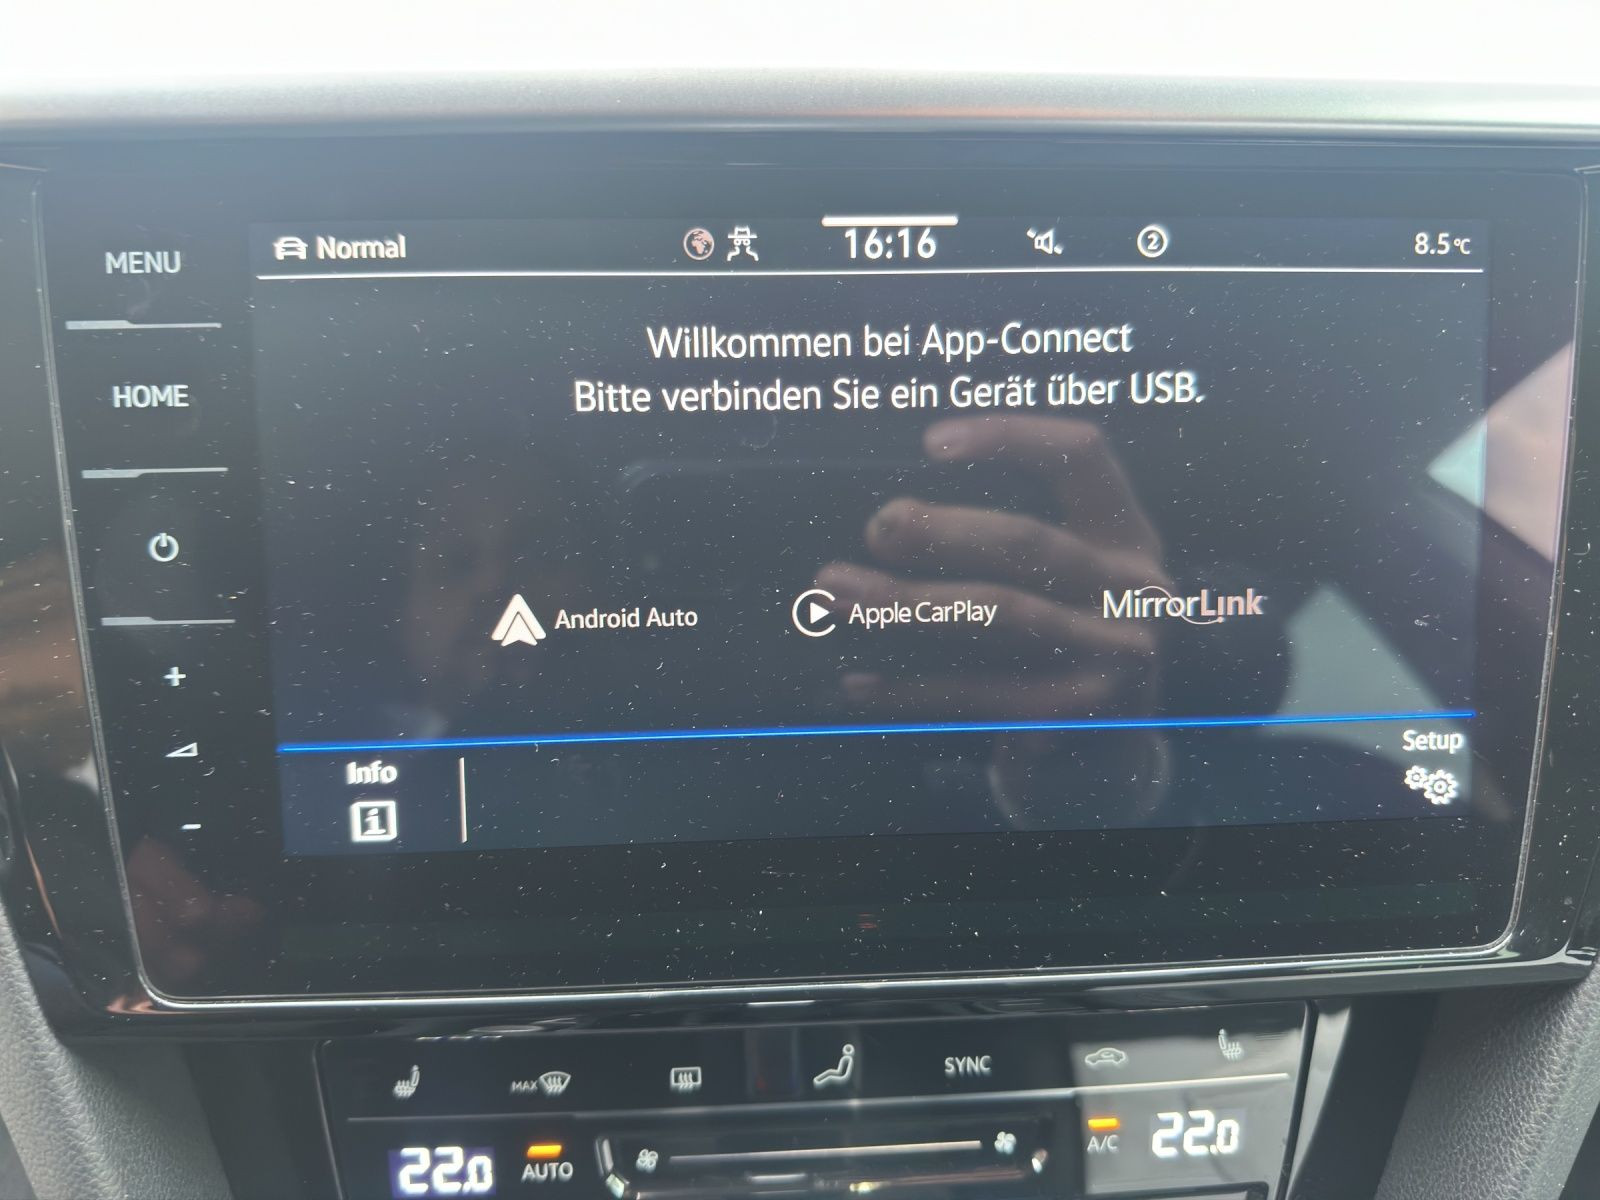 MENU
HOME
+
-
Normal
16:16
2
8.5°C
Willkommen bei App-Connect
Bitte verbinden Sie ein Gerät über USB.
Android Auto
Apple CarPlay
MirrorLink
Info
i
Setup
MAX
SYNC
22.0
AUTO
A/C
22.0